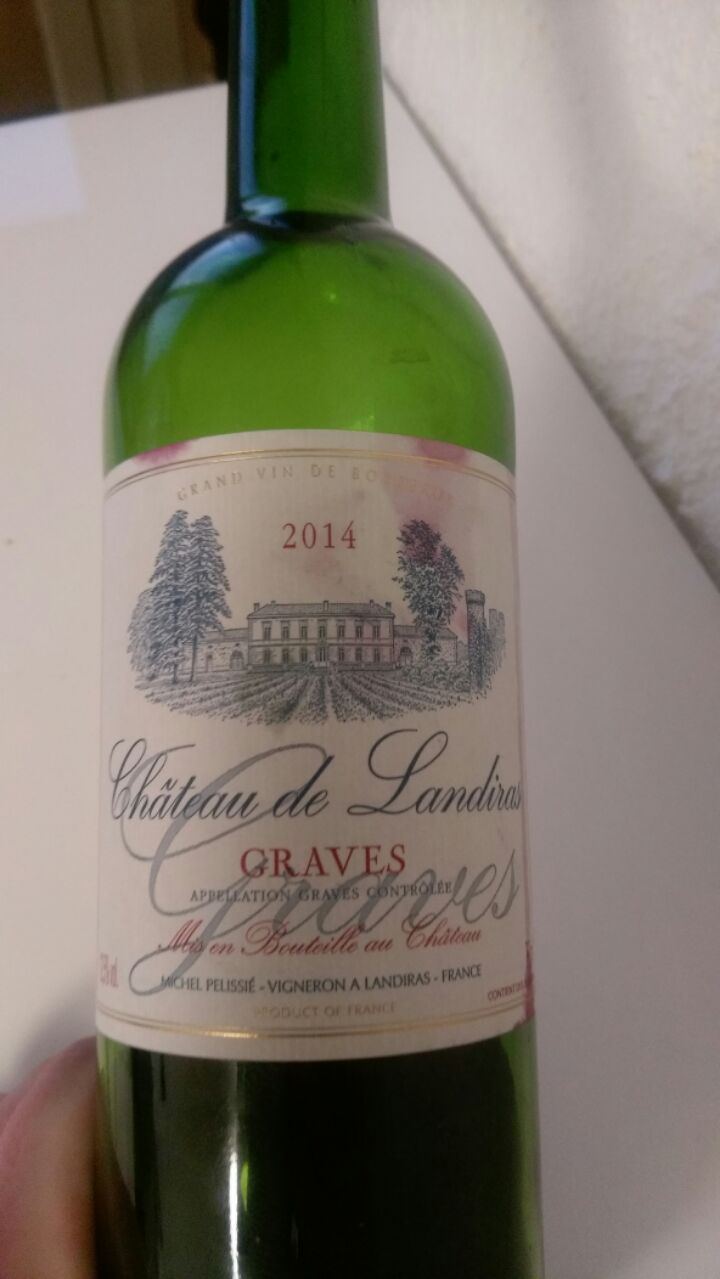 GRAND VIN DE BORDEAUX
2014
Château de Landiras
Graves
GRAVES
APPELLATION GRAVES CONTRÔLÉE
Mis en Bouteille au Château
MICHEL PELISSIÉ - VIGNERON A LANDIRAS - FRANCE
PRODUCT OF FRANCE